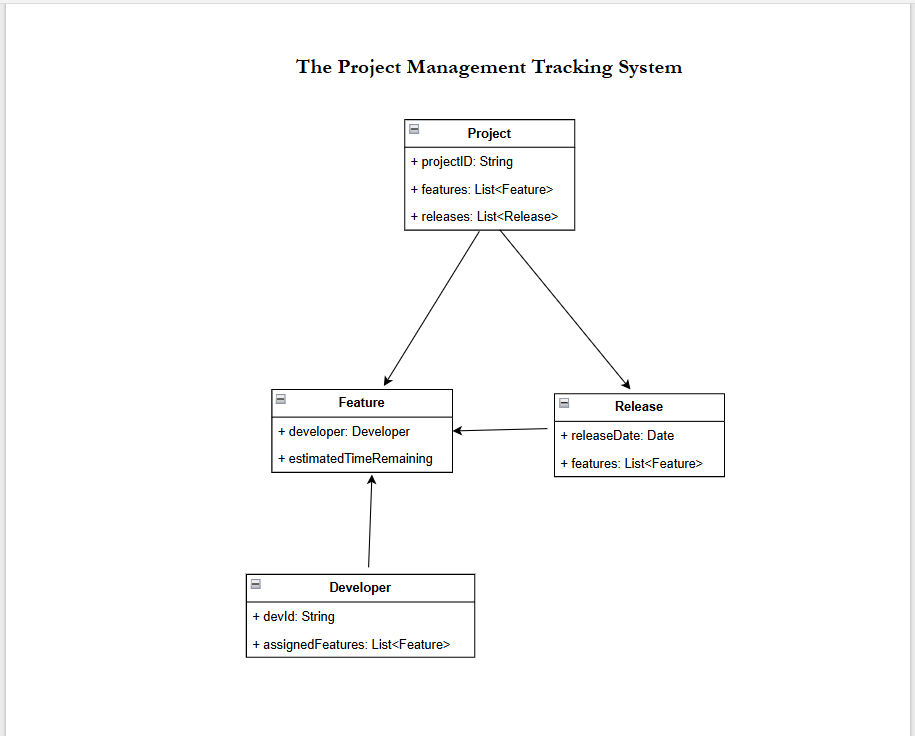 The Project Management Tracking System
Project
+ projectID: String
+ features: List<Feature>
+ releases: List<Release>
Feature
+ developer: Developer
+ estimatedTimeRemaining
Release
+ releaseDate: Date
+ features: List<Feature>
Developer
+ devId: String
+ assignedFeatures: List<Feature>